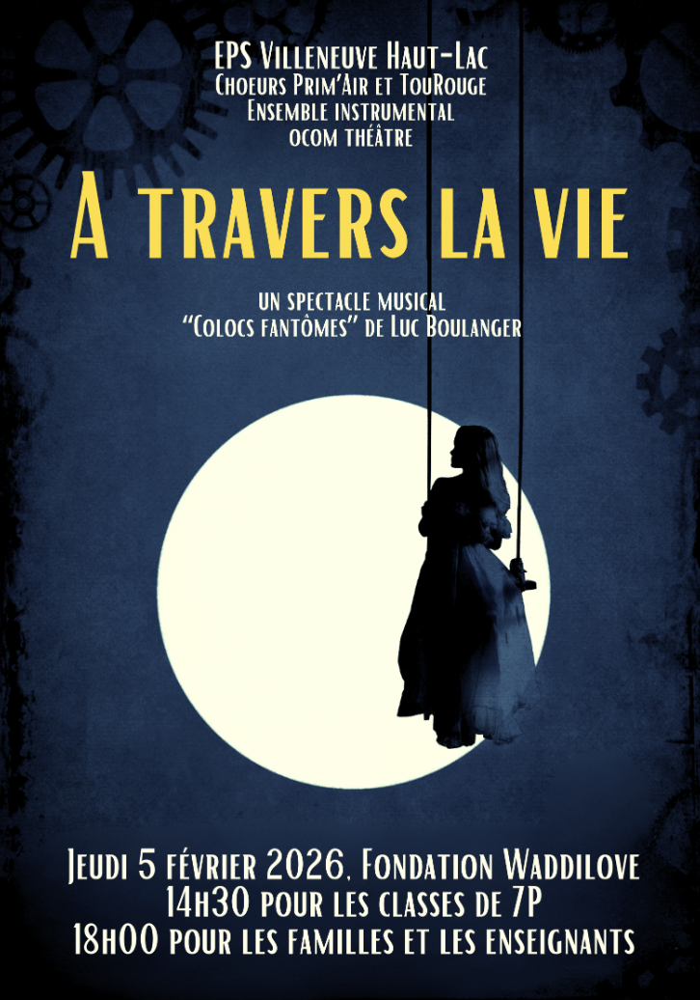 EPS Villeneuve Haut-Lac
Choeurs Prim'Air et TouRouge
Ensemble instrumental
ocom théâtre
A travers la vie
un spectacle musical
"Colocs fantômes" de Luc Boulanger
Jeudi 5 février 2026, Fondation Waddilove
14h30 pour les classes de 7P
18h00 pour les familles et les enseignants